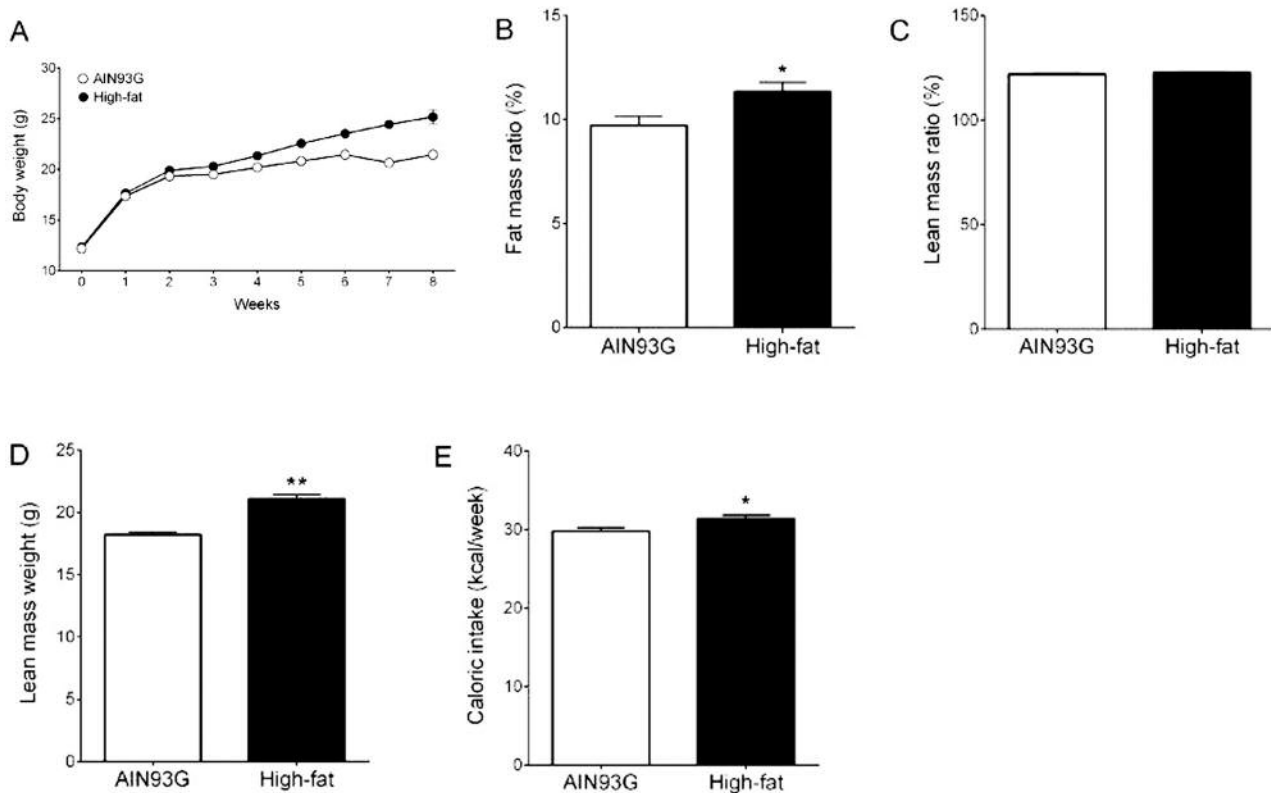 A
30
25
20
15
10
Body weight (g)
AIN93G
High-fat
0 1 2 3 4 5 6 7 8
Weeks
B
15
10
5
0
Fat mass ratio (%)
*
AIN93G High-fat
C
150
100
50
0
Lean mass ratio (%)
AIN93G High-fat
D
25
20
15
10
5
0
Lean mass weight (g)
**
AIN93G High-fat
E
40
30
20
10
0
Caloric intake (kcal/week)
*
AIN93G High-fat